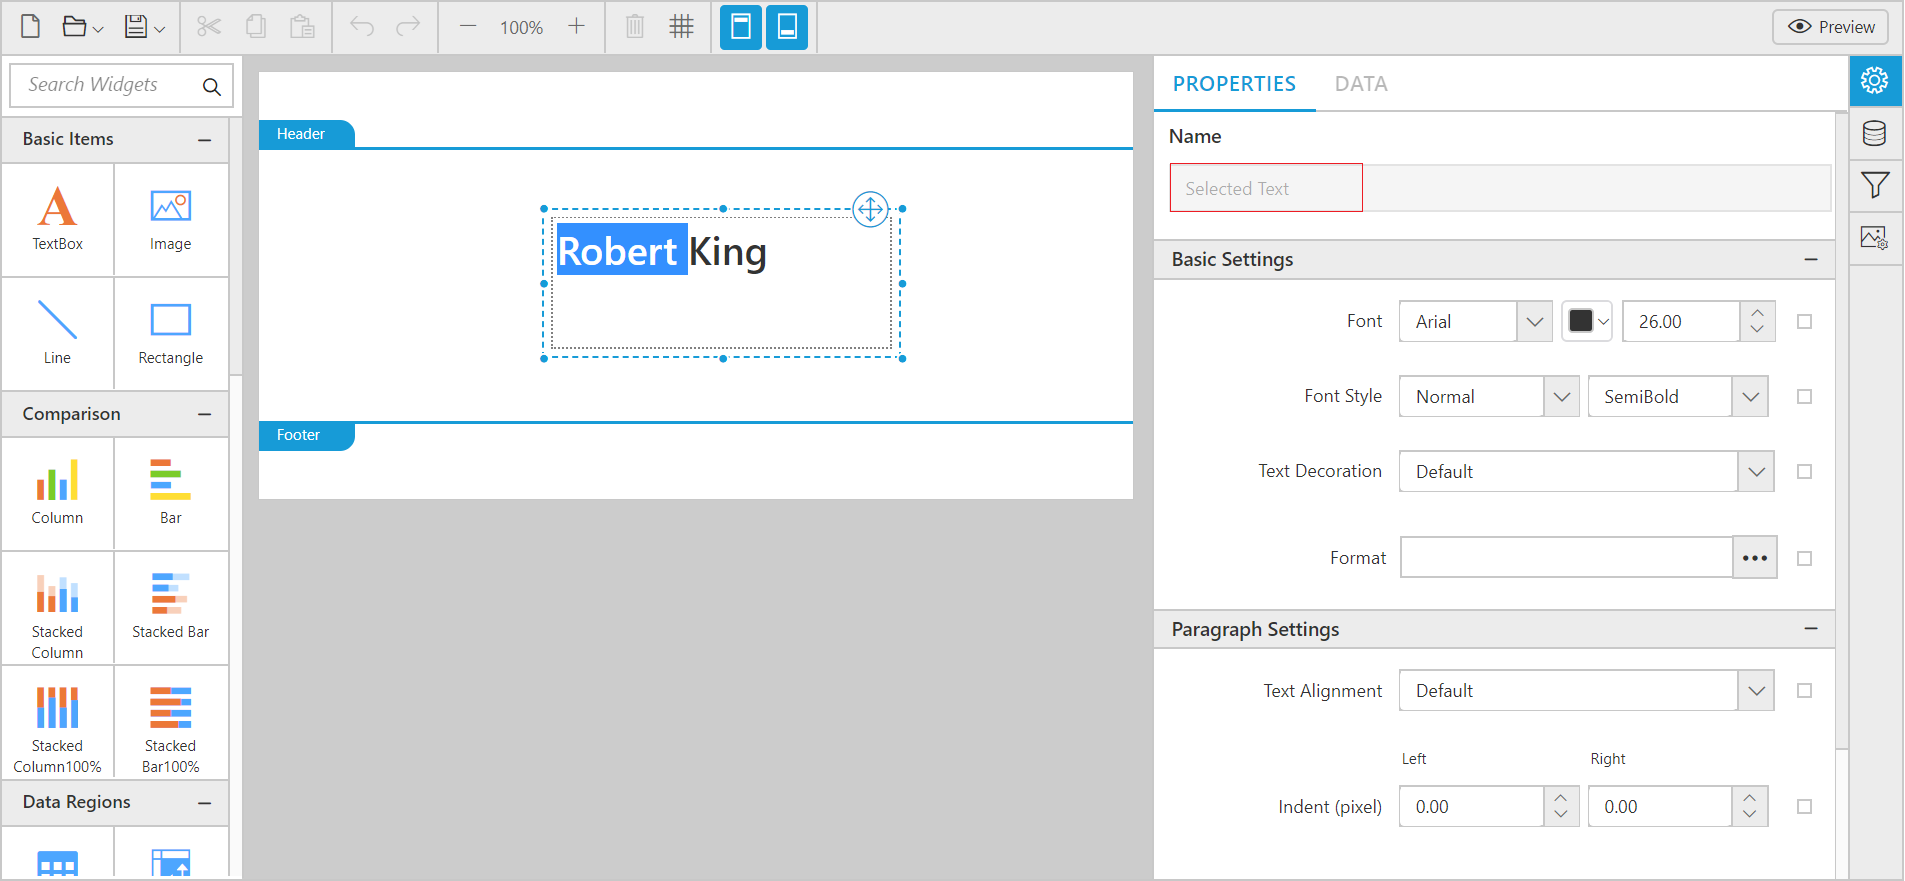 100%
Preview
Search Widgets
Basic Items
TextBox
Image
Line
Rectangle
Comparison
Column
Bar
Stacked
Column
Stacked Bar
Stacked
Column100%
Stacked
Bar100%
Data Regions
Header
Robert King
Footer
PROPERTIES DATA
Name
Selected Text
Basic Settings
Font Arial 26.00
Font Style Normal SemiBold
Text Decoration Default
Format
Paragraph Settings
Text Alignment Default
Left Right
Indent (pixel) 0.00 0.00